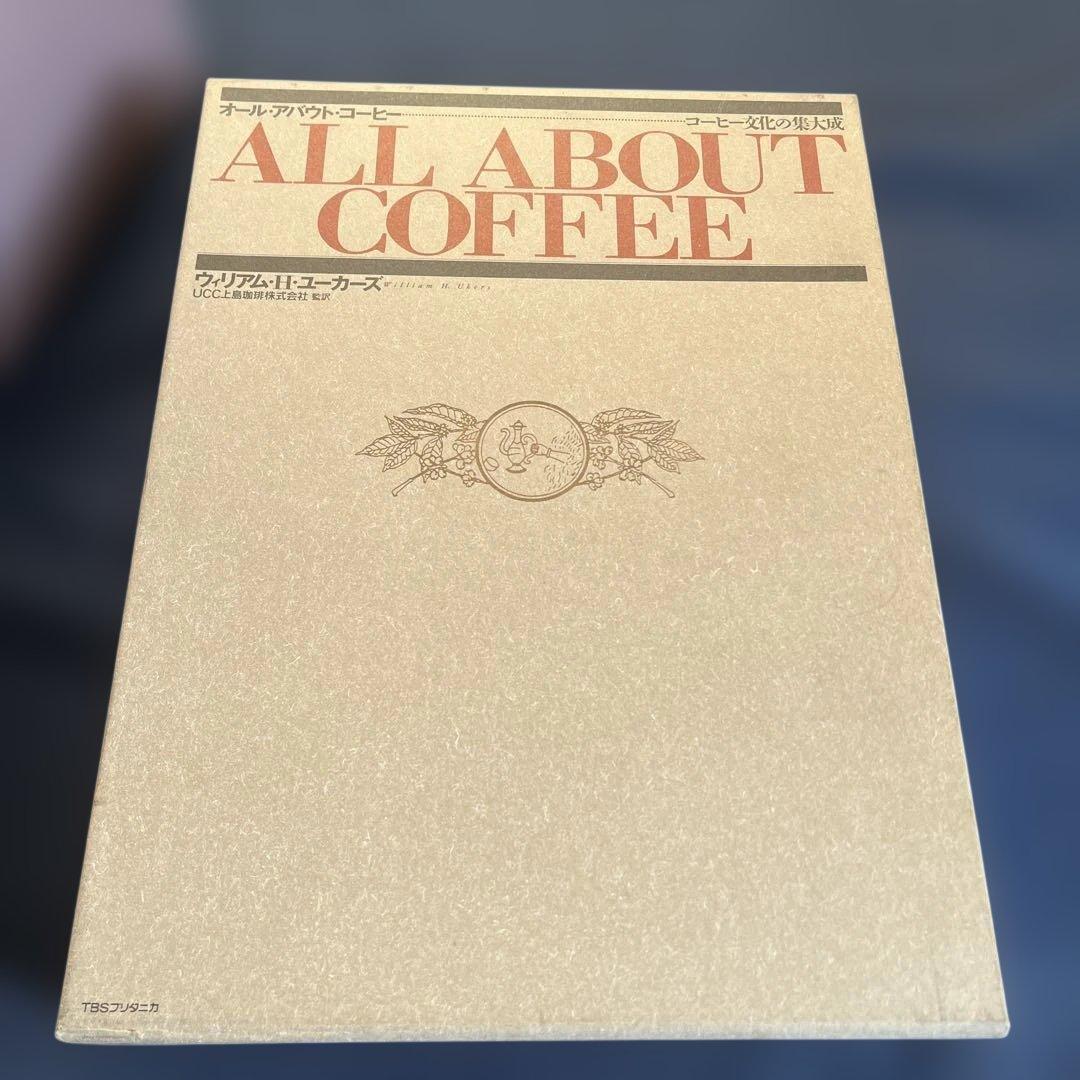 オール・アバウト・コーヒー
コーヒー文化の集大成
ALL ABOUT
COFFEE
ウィリアム・H・ユーカーズ William H. Ukers
UCC上島珈琲株式会社 監訳
TBSブリタニカ